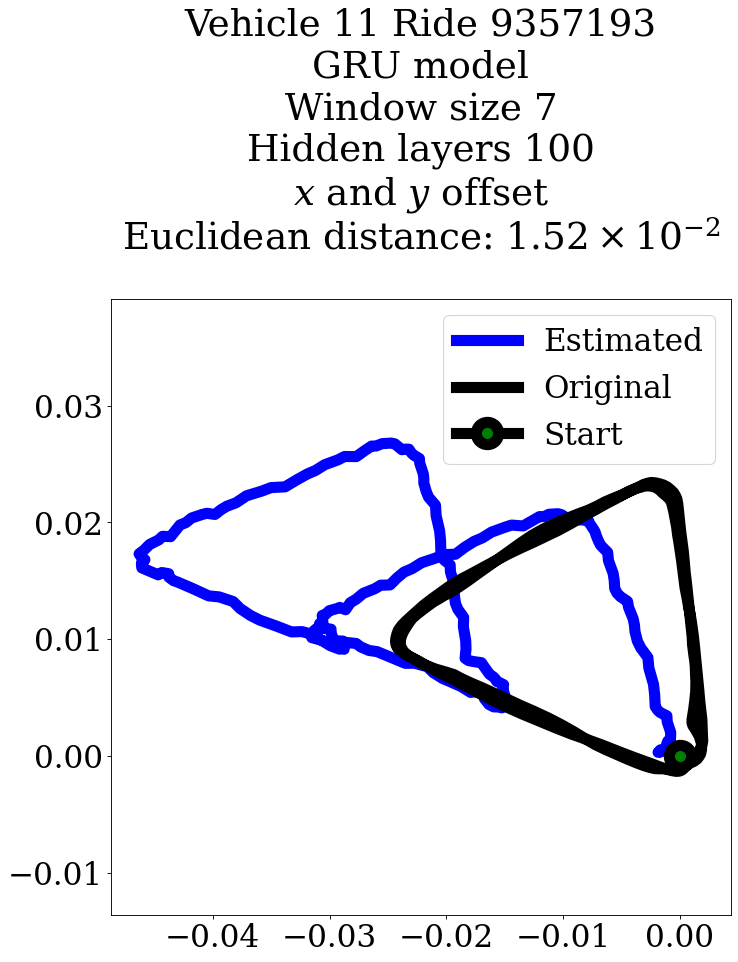 Vehicle 11 Ride 9357193
GRU model
Window size 7
Hidden layers 100
x and y offset
Euclidean distance: 1.52 × 10⁻²
Estimated
Original
Start
0.03
0.02
0.01
0.00
−0.01
−0.04 −0.03 −0.02 −0.01 0.00